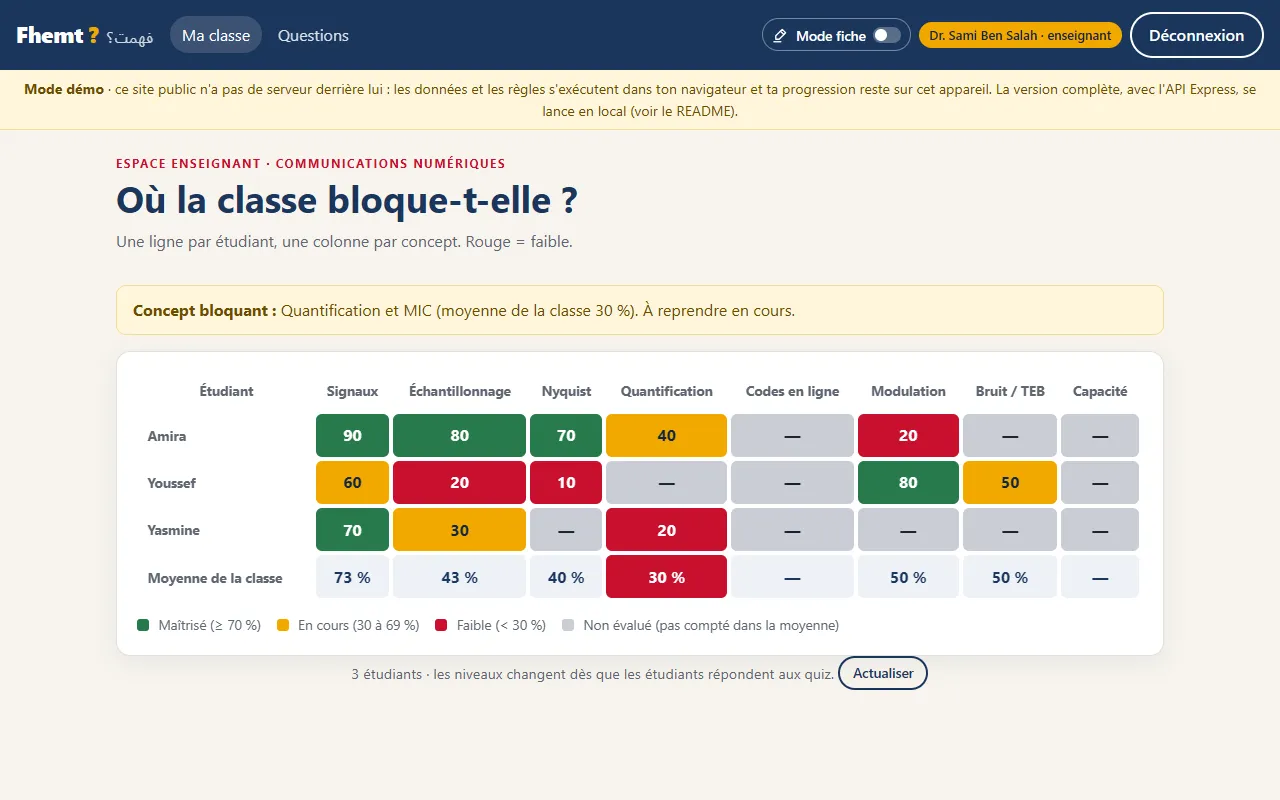 Fhemt ? فهمت؟ Ma classe Questions Mode fiche Dr. Sami Ben Salah · enseignant Déconnexion
Mode démo · ce site public n'a pas de serveur derrière lui : les données et les règles s'exécutent dans ton navigateur et ta progression reste sur cet appareil. La version complète, avec l'API Express, se
lance en local (voir le README).
ESPACE ENSEIGNANT · COMMUNICATIONS NUMÉRIQUES
Où la classe bloque-t-elle ?
Une ligne par étudiant, une colonne par concept. Rouge = faible.
Concept bloquant : Quantification et MIC (moyenne de la classe 30 %). À reprendre en cours.
Étudiant Signaux Échantillonnage Nyquist Quantification Codes en ligne Modulation Bruit / TEB Capacité
Amira 90 80 70 40 — 20 — —
Youssef 60 20 10 — — 80 50 —
Yasmine 70 30 — 20 — — — —
Moyenne de la classe 73 % 43 % 40 % 30 % — 50 % 50 % —
Maîtrisé (≥ 70 %) En cours (30 à 69 %) Faible (< 30 %) Non évalué (pas compté dans la moyenne)
3 étudiants · les niveaux changent dès que les étudiants répondent aux quiz. Actualiser